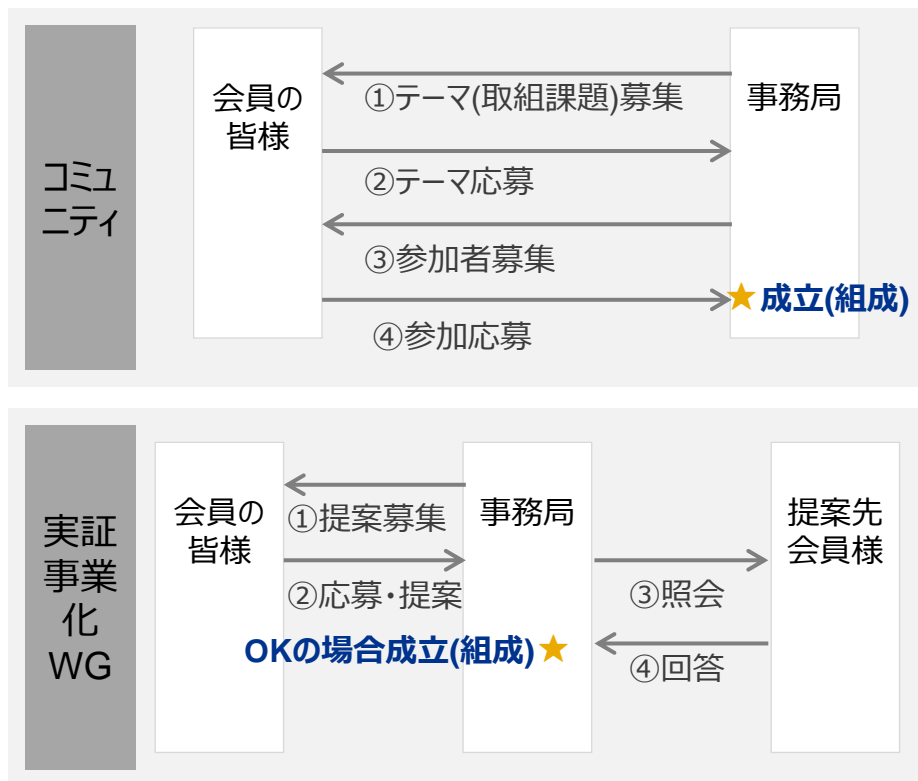 コミュ
ニティ
会員の
皆様
事務局
①テーマ(取組課題)募集
②テーマ応募
③参加者募集
④参加応募
★成立(組成)
実証
事業
化
WG
会員の
皆様
事務局
提案先
会員様
①提案募集
②応募・提案
③照会
④回答
OKの場合成立(組成)★